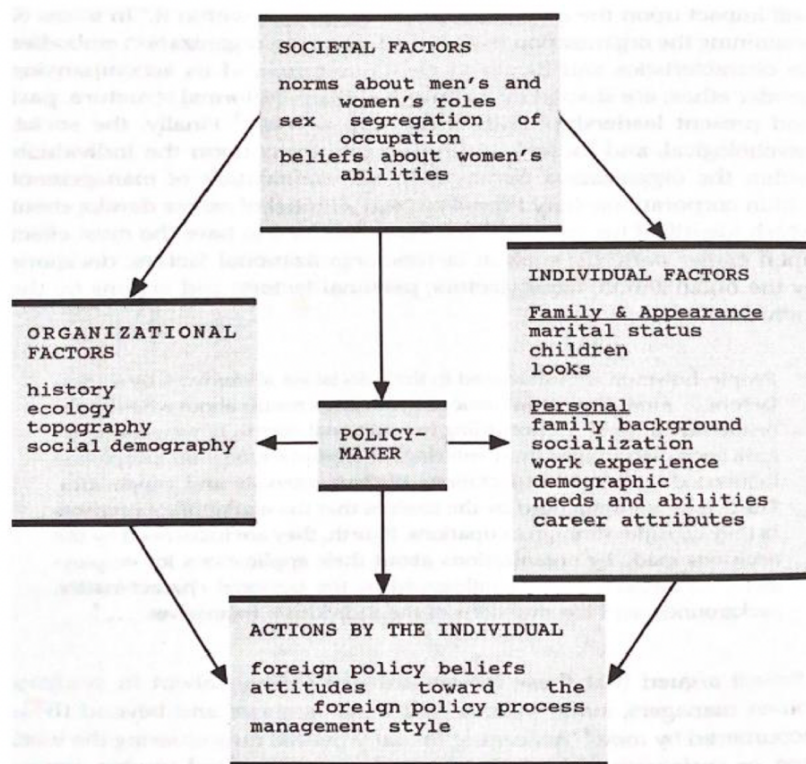 SOCIETAL FACTORS
norms about men's and
women's roles
sex segregation of
occupations
beliefs about women's
abilities
ORGANIZATIONAL
FACTORS
history
ecology
topography
social demography
POLICY-
MAKER
INDIVIDUAL FACTORS
Family & Appearance
marital status
children
looks
Personal
family background
socialization
work experience
demographic
needs and abilities
career attributes
ACTIONS BY THE INDIVIDUAL
foreign policy beliefs
attitudes toward the
foreign policy process
management style